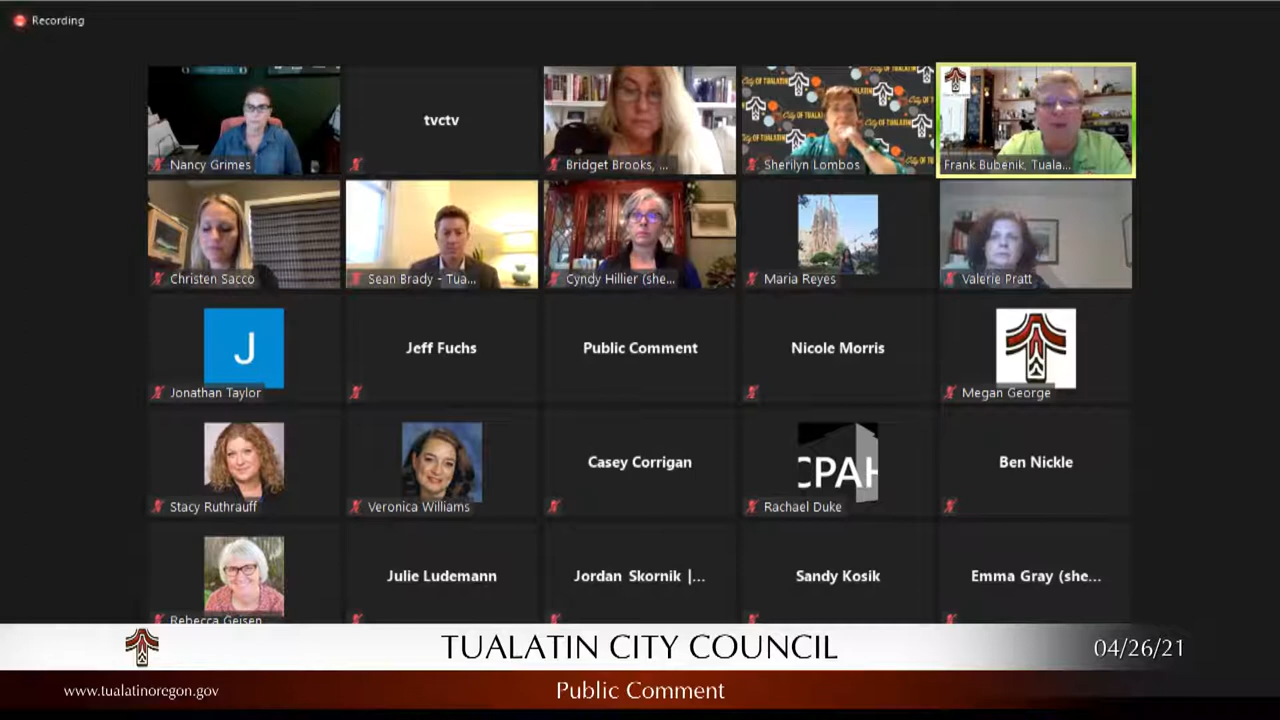 Recording
Nancy Grimes
tvctv
Bridget Brooks, ...
City OF TUALATIN
Sherilyn Lombos
Frank Bubenik, Tuala...
Christen Sacco
Sean Brady - Tua...
Cyndy Hillier (she...
Maria Reyes
Valerie Pratt
J
Jonathan Taylor
Jeff Fuchs
Public Comment
Nicole Morris
Megan George
Stacy Ruthrauff
Veronica Williams
Casey Corrigan
CPAH
Rachael Duke
Ben Nickle
Rebecca Geisen
Julie Ludemann
Jordan Skornik |...
Sandy Kosik
Emma Gray (she...
TUALATIN CITY COUNCIL
04/26/21
www.tualatinoregon.gov
Public Comment